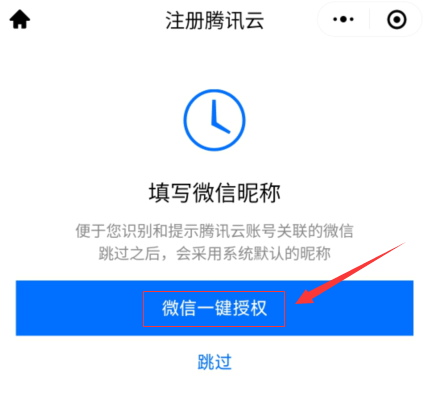 注册腾讯云
填写微信昵称
便于您识别和提示腾讯云账号关联的微信
跳过之后，会采用系统默认的昵称
微信一键授权
跳过